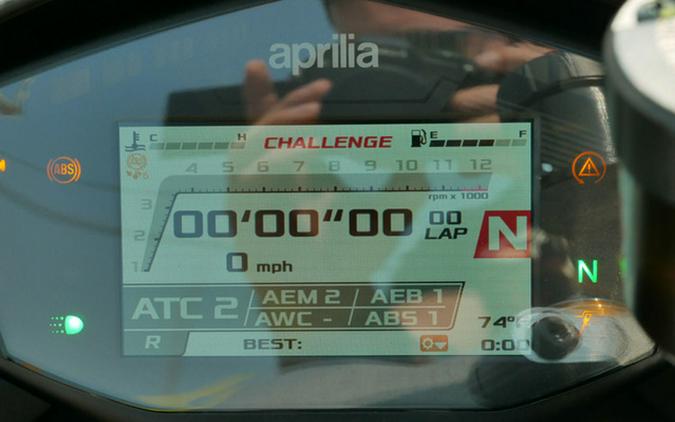 aprilia
C H CHALLENGE E F
ABS
4 5 6 7 8 9 10 11 12
3
rpm x 1000
00'00"00 00 LAP N
2
1 0 mph
N
ATC 2 AEM 2 AEB 1
AWC - ABS 1
74°
R BEST: 0:00